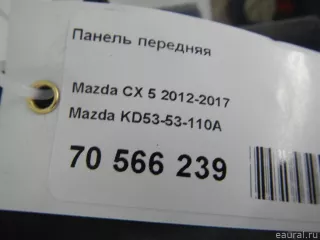 Панель передняя
Mazda CX 5 2012-2017
Mazda KD53-53-110A
70 566 239
eaural.ru